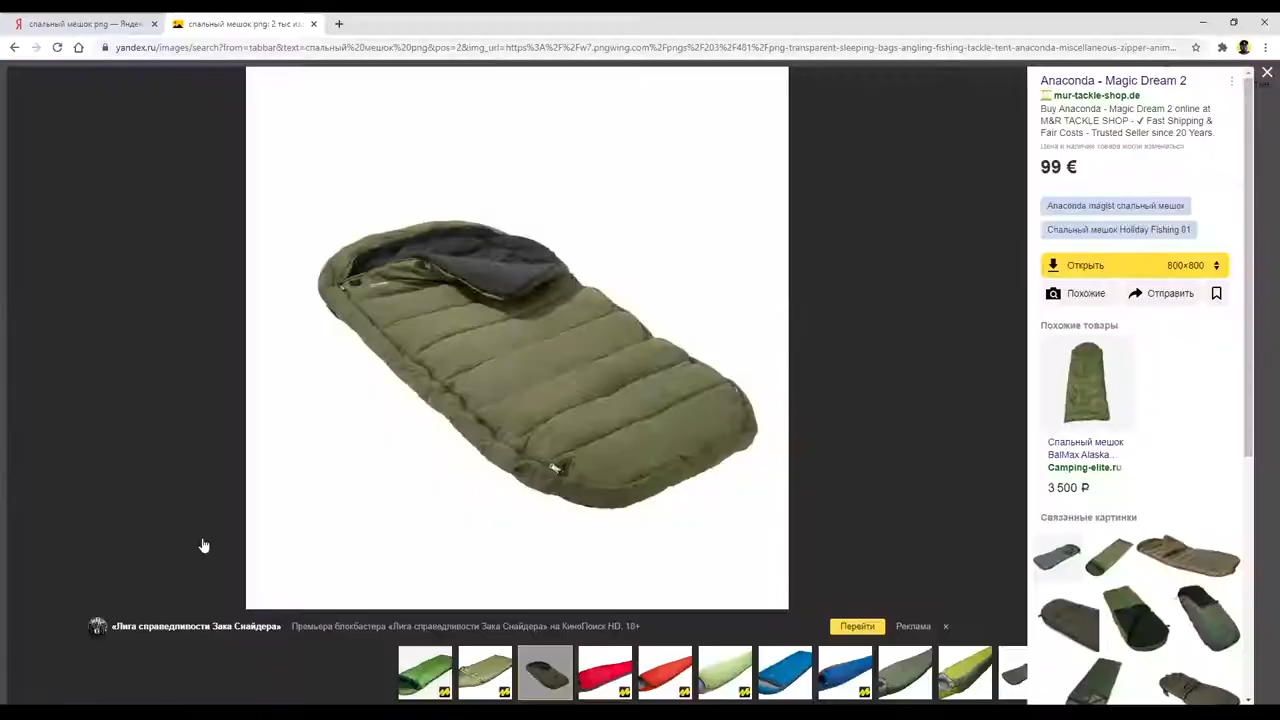 спальный мешок png — Яндек
спальный мешок png: 2 тыс из
yandex.ru/images/search?from=tabbar&text=спальный%20мешок%20png&pos=2&img_url=https%3A%2F%2Fw7.pngwing.com%2Fpngs%2F203%2F481%2Fpng-transparent-sleeping-bags-angling-fishing-tackle-tent-anaconda-miscellaneous-zipper-anim...
Anaconda - Magic Dream 2
mur-tackle-shop.de
Buy Anaconda - Magic Dream 2 online at
M&R TACKLE SHOP - ✓ Fast Shipping &
Fair Costs - Trusted Seller since 20 Years.
Цена и наличие товара могли измениться
99 €
Anaconda magist спальный мешок
Спальный мешок Holiday Fishing 01
Открыть 800×800
Похожие Отправить
Похожие товары
Спальный мешок
BalMax Alaska...
Camping-elite.ru
3 500 ₽
Связанные картинки
«Лига справедливости Зака Снайдера» Премьера блокбастера «Лига справедливости Зака Снайдера» на КиноПоиск HD. 18+ Перейти Реклама